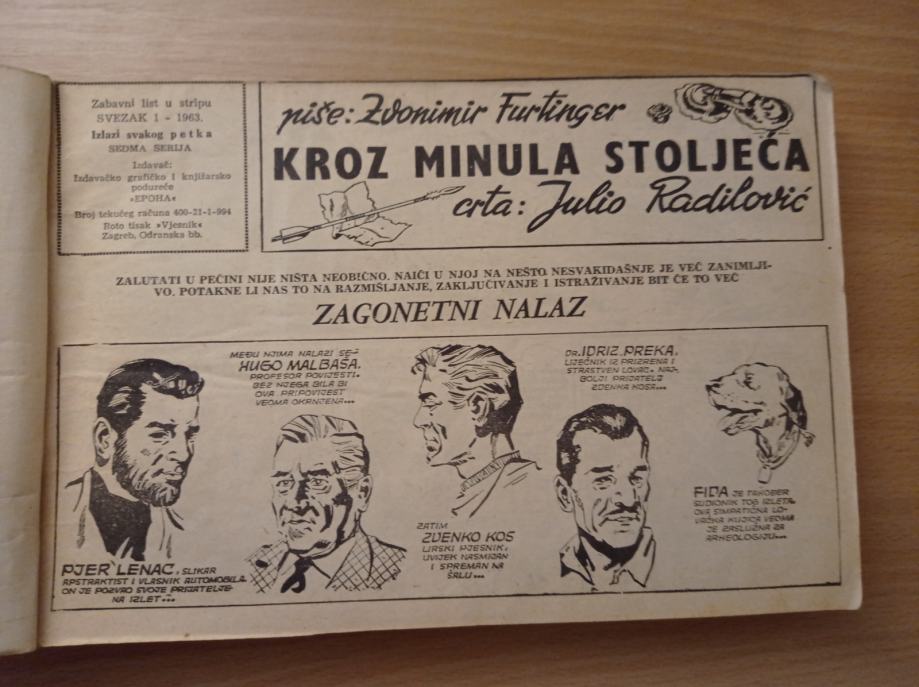 Zabavni list u stripu
SVEZAK 1 - 1963.
Izlazi svakog petka
SEDMA SERIJA
Izdavač:
Izdavačko grafičko i knjižarsko
poduzeće
»EPOHA«
Broj tekućeg računa 400-21-1-994
Roto tisak »Vjesnik«
Zagreb, Odranska bb.
piše: Zvonimir Furtinger
KROZ MINULA STOLJEĆA
crta: Julio Radilović
ZALUTATI U PEČINI NIJE NIŠTA NEOBIČNO. NAIĆI U NJOJ NA NEŠTO NESVAKIDAŠNJE JE VEĆ ZANIMLJI-
VO. POTAKNE LI NAS TO NA RAZMIŠLJANJE, ZAKLJUČIVANJE I ISTRAŽIVANJE BIT ĆE TO VEĆ
ZAGONETNI NALAZ
PJER LENAC, SLIKAR
APSTRAKTIST I VLASNIK AUTOMOBILA.
ON JE POZVAO SVOJE PRIJATELJE
NA IZLET...
MEĐU NJIMA NALAZI SE
HUGO MALBAŠA,
PROFESOR POVIJESTI.
BEZ NJEGA BILA BI
OVA PRIPOVIJEST
VEOMA OKRNJENA...
ZATIM
ZDENKO KOS
LIRSKI PJESNIK,
UVIJEK NASMIJAN
I SPREMAN NA
ŠALU...
DR. IDRIZ PREKA,
LIJEČNIK IZ PRIZRENA I
STRASTVEN LOVAC. NAJ-
BOLJI PRIJATELJ
ZDENKA KOSA...
FIDA JE TAKOĐER
SUDIONIK TOG IZLETA.
OVA SIMPATIČNA LO-
VAČKA KUJICA VEOMA
JE ZASLUŽNA ZA
ARHEOLOGIJU...